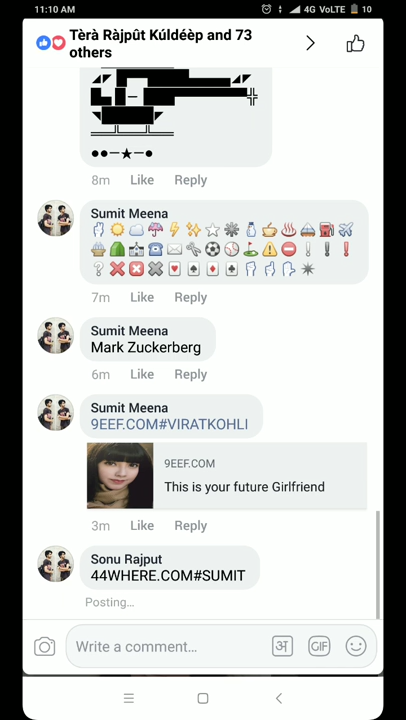 11:10 AM
4G VoLTE 10
Tèrà Ràjpût Kúldéèp and 73
others
8m Like Reply
Sumit Meena
7m Like Reply
Sumit Meena
Mark Zuckerberg
6m Like Reply
Sumit Meena
9EEF.COM#VIRATKOHLI
9EEF.COM
This is your future Girlfriend
3m Like Reply
Sonu Rajput
44WHERE.COM#SUMIT
Posting...
Write a comment...
अ GIF